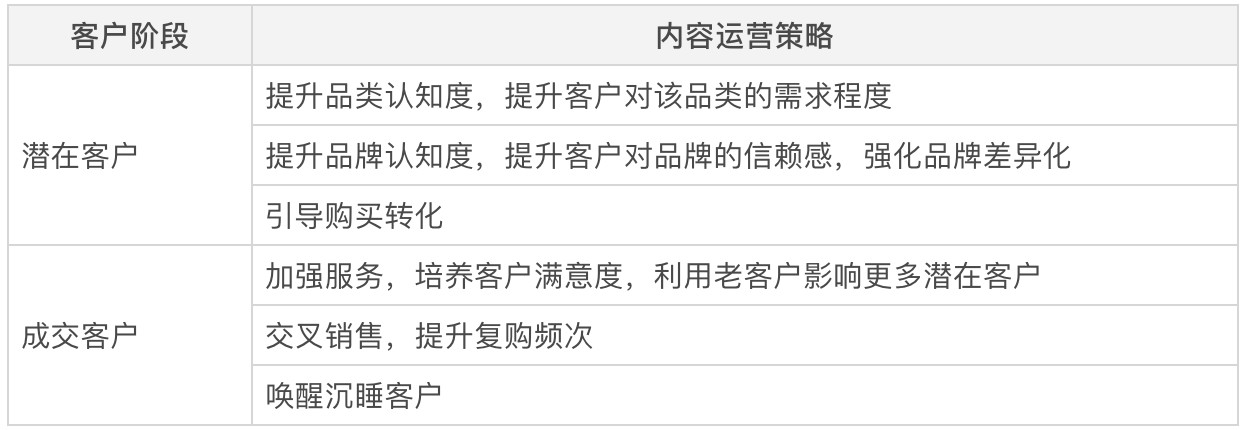 客户阶段
内容运营策略
潜在客户
提升品类认知度，提升客户对该品类的需求程度
提升品牌认知度，提升客户对品牌的信赖感，强化品牌差异化
引导购买转化
成交客户
加强服务，培养客户满意度，利用老客户影响更多潜在客户
交叉销售，提升复购频次
唤醒沉睡客户